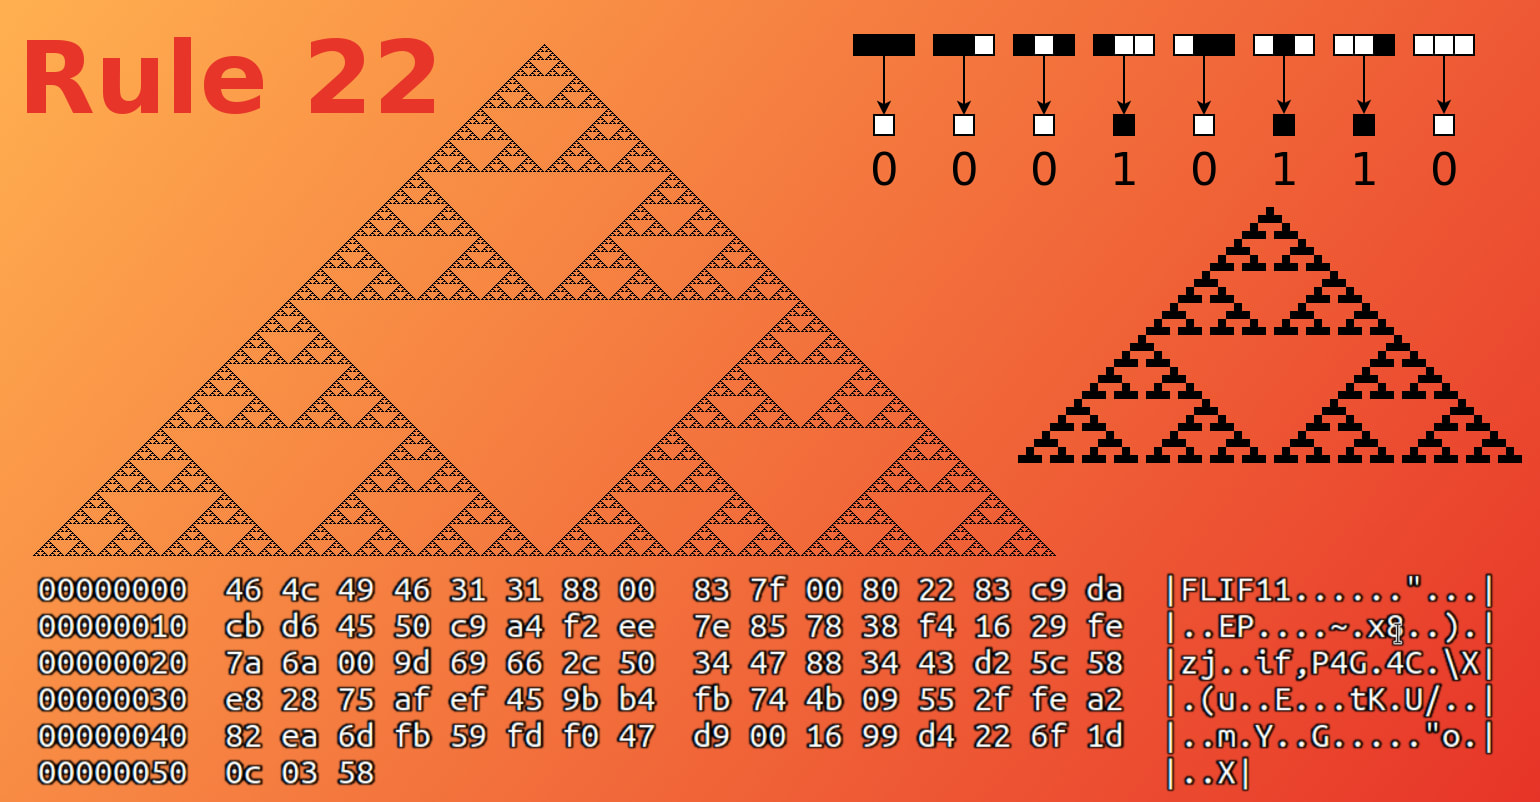 Rule 22
0 0 0 1 0 1 1 0
00000000  46 4c 49 46 31 31 88 00  83 7f 00 80 22 83 c9 da  |FLIF11......"...|
00000010  cb d6 45 50 c9 a4 f2 ee  7e 85 78 38 f4 16 29 fe  |..EP....~.x8..).|
00000020  7a 6a 00 9d 69 66 2c 50  34 47 88 34 43 d2 5c 58  |zj..if,P4G.4C.\X|
00000030  e8 28 75 af ef 45 9b b4  fb 74 4b 09 55 2f fe a2  |.(u..E...tK.U/..|
00000040  82 ea 6d fb 59 fd f0 47  d9 00 16 99 d4 22 6f 1d  |..m.Y..G....."o.|
00000050  0c 03 58  |..X|